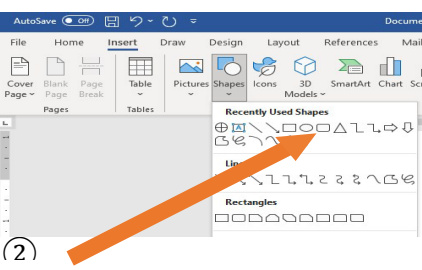 AutoSave Off Docume
File Home Insert Draw Design Layout References Mail
Cover Blank Page Table Pictures Shapes Icons 3D SmartArt Chart
Page Page Break Models
Pages Tables
Recently Used Shapes
A
Rectangles
②